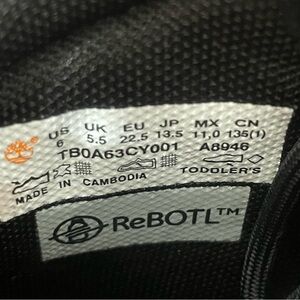 US UK EU JP MX CN
6 5.5 22.5 13.5 11,0 135(1)
TB0A63CY001 A8946
MADE IN CAMBODIA TODDLER'S
ReBOTL™